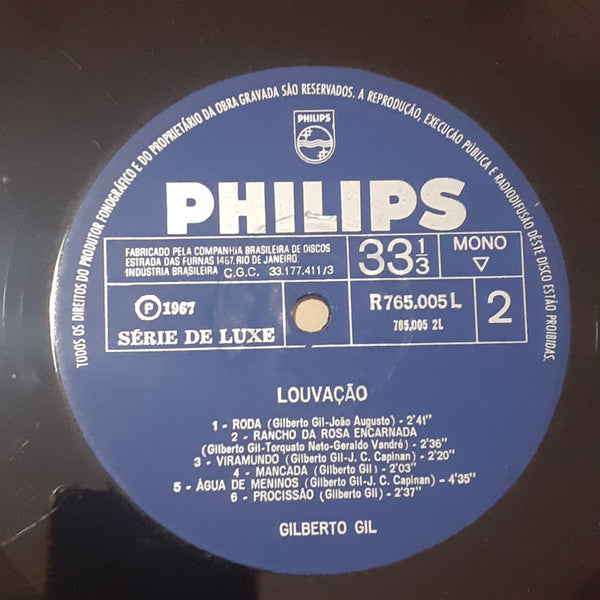 TODOS OS DIREITOS DO PRODUTOR FONOGRÁFICO E DO PROPRIETÁRIO DA OBRA GRAVADA SÃO RESERVADOS. A REPRODUÇÃO, EXECUÇÃO PÚBLICA E RADIODIFUSÃO DÊSTE DISCO ESTÃO PROIBIDAS.
PHILIPS
PHILIPS
FABRICADO PELA COMPANHIA BRASILEIRA DE DISCOS
ESTRADA DAS FURNAS 1467, RIO DE JANEIRO.
INDÚSTRIA BRASILEIRA C.G.C. 33.177.411/3
33 1/3
MONO
℗ 1967
SÉRIE DE LUXE
R 765.005 L
765.005 2L
2
LOUVAÇÃO
1 - RODA (Gilberto Gil-João Augusto) - 2'41"
2 - RANCHO DA ROSA ENCARNADA
(Gilberto Gil-Torquato Neto-Geraldo Vandré) - 2'36"
3 - VIRAMUNDO (Gilberto Gil-J. C. Capinan) - 2'20"
4 - MANCADA (Gilberto Gil) - 2'03"
5 - ÁGUA DE MENINOS (Gilberto Gil-J. C. Capinan) - 4'35"
6 - PROCISSÃO (Gilberto Gil) - 2'37"
GILBERTO GIL